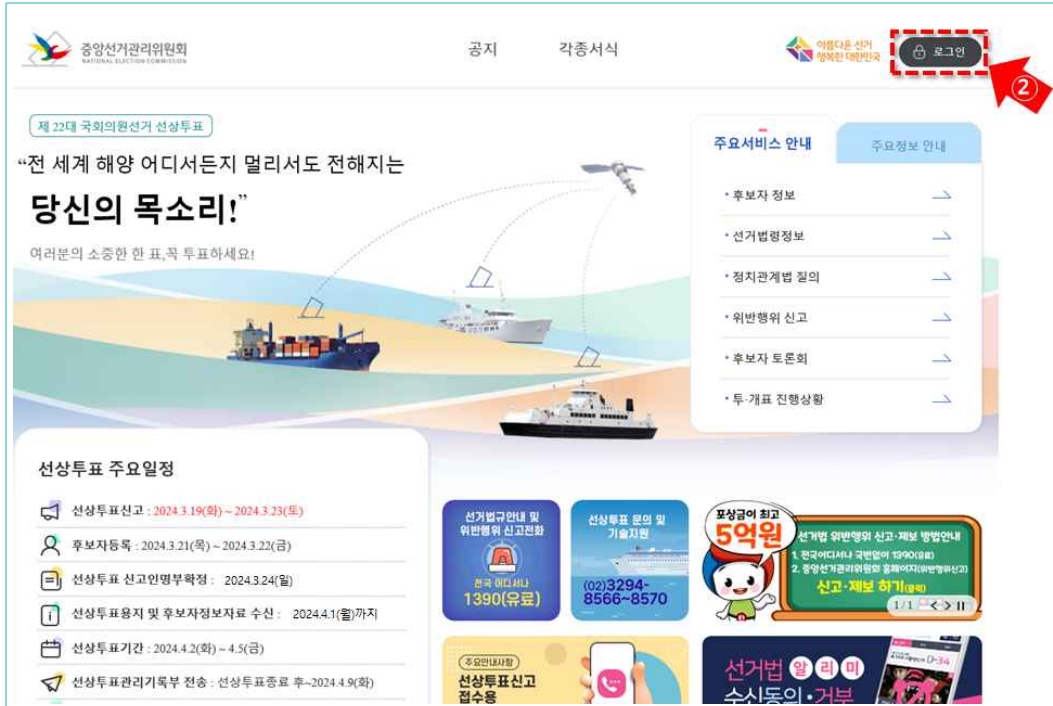 중앙선거관리위원회
NATIONAL ELECTION COMMISSION
공지
각종서식
아름다운 선거
행복한 대한민국
로그인
②
제 22대 국회의원선거 선상투표
“전 세계 해양 어디서든지 멀리서도 전해지는
당신의 목소리!”
여러분의 소중한 한 표,꼭 투표하세요!
주요서비스 안내
주요정보 안내
후보자 정보
선거법령정보
정치관계법 질의
위반행위 신고
후보자 토론회
투·개표 진행상황
선상투표 주요일정
선상투표신고 : 2024.3.19(화) ~ 2024.3.23(토)
후보자등록 : 2024.3.21(목) ~ 2024.3.22(금)
선상투표 신고인명부확정 : 2024.3.24(일)
선상투표용지 및 후보자정보자료 수신 : 2024.4.1(월)까지
선상투표기간 : 2024.4.2(화) ~ 4.5(금)
선상투표관리기록부 전송 : 선상투표종료 후~2024.4.9(화)
선거법규안내 및
위반행위 신고전화
전국 어디서나
1390(유료)
선상투표 문의 및
기술지원
(02)3294-
8566~8570
포상금이 최고
5억원
선거법 위반행위 신고·제보 방법안내
1. 전국어디서나 국번없이 1390(유료)
2. 중앙선거관리위원회 홈페이지(위반행위신고)
신고·제보 하기(클릭)
1/1
주요안내사항
선상투표신고
접수용
선거법 알리미
수신동의·거부
D-34